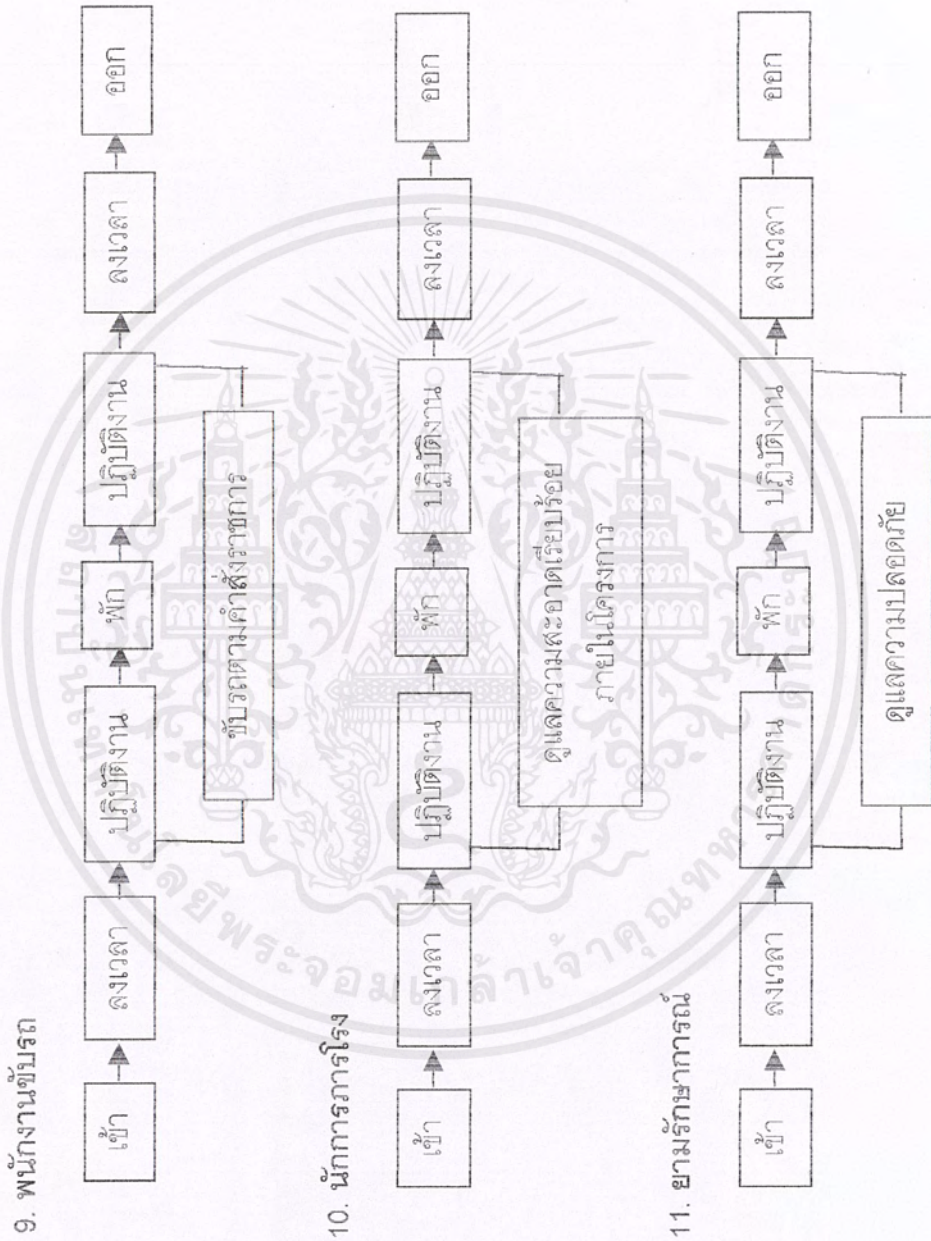 9. พนักงานขับรถ
เข้า
ลงเวลา
ปฏิบัติงาน
พัก
ปฏิบัติงาน
ลงเวลา
ออก
ขับรถตามคำสั่งราชการ
10. นักการภารโรง
เข้า
ลงเวลา
ปฏิบัติงาน
พัก
ปฏิบัติงาน
ลงเวลา
ออก
ดูแลความสะอาดเรียบร้อย
ภายในโครงการ
11. ยามรักษาการณ์
เข้า
ลงเวลา
ปฏิบัติงาน
พัก
ปฏิบัติงาน
ลงเวลา
ออก
ดูแลความปลอดภัย